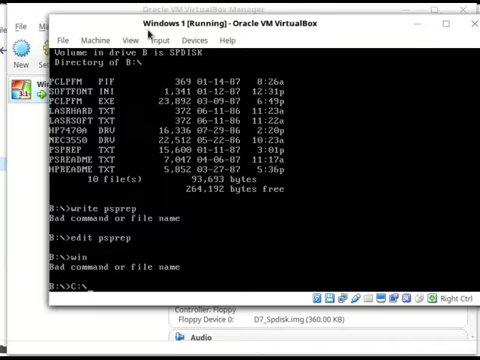 Oracle VM VirtualBox Manager
File
Windows 1 [Running] - Oracle VM VirtualBox
File Machine View Input Devices Help
New
Volume in drive B is SPDISK
Directory of B:\
PCLPFM PIF 369 01-14-87 8:26a
SOFTFONT INI 1,341 01-12-87 12:31p
PCLPFM EXE 23,892 03-09-87 6:49p
LASRHARD TXT 372 06-11-86 11:23a
LASRSOFT TXT 372 06-11-86 11:22a
HP7470A DRV 16,336 07-29-86 2:20p
NEC3550 DRV 22,512 05-22-86 10:23a
PSPREP TXT 15,600 01-11-87 3:01p
PSREADME TXT 7,047 04-06-87 11:17a
HPREADME TXT 5,852 03-27-87 5:36p
10 file(s) 93,693 bytes
264,192 bytes free
B:\>write psprep
Bad command or file name
B:\>edit psprep
B:\>win
Bad command or file name
B:\>C:\_
Right Ctrl
Controller: Floppy
Floppy Device 0: D7_Spdisk.img (360.00 KB)
Audio